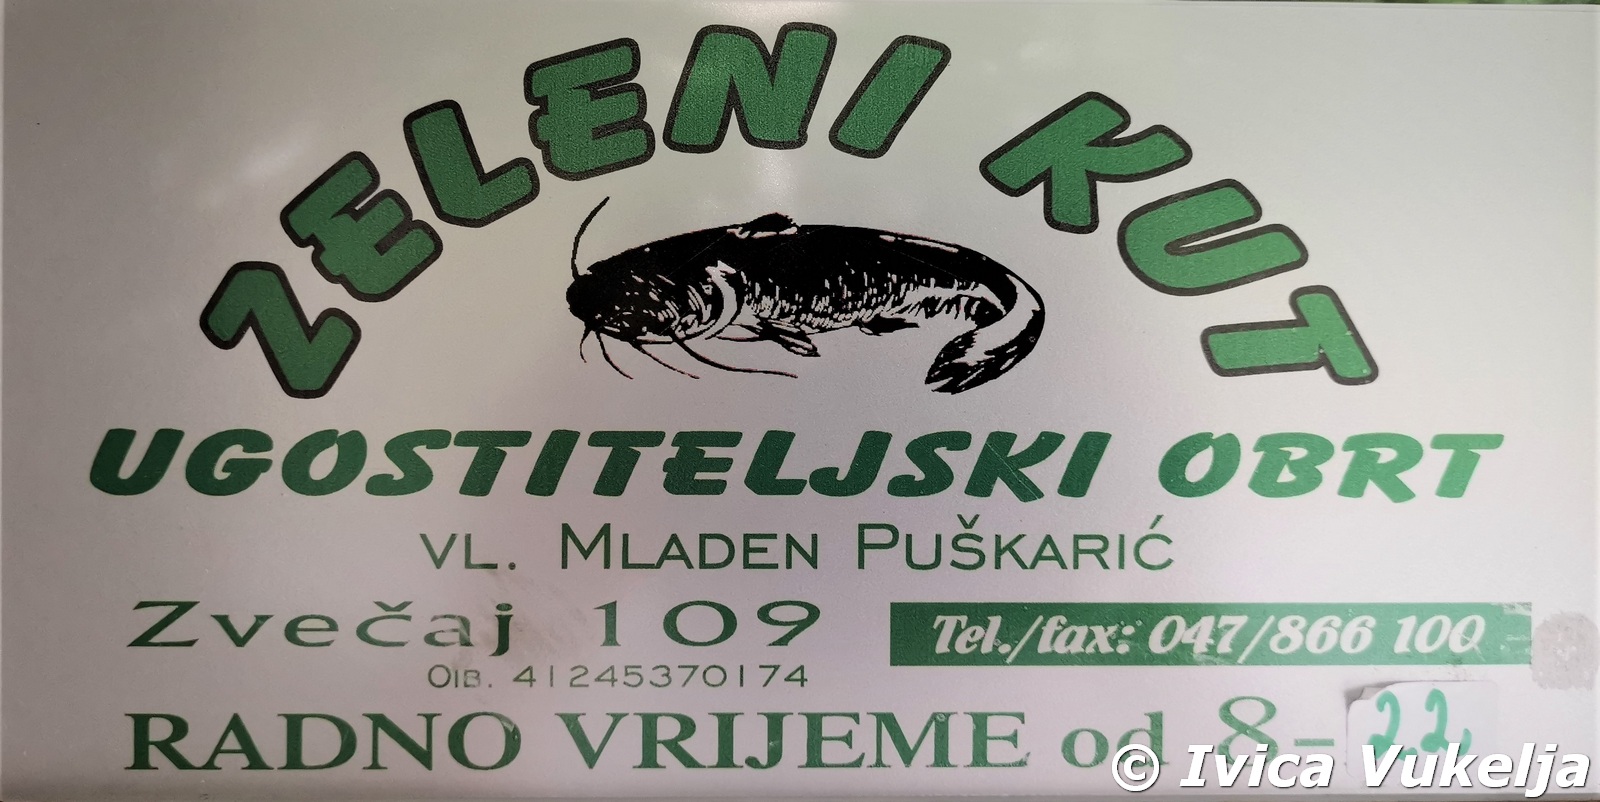 ZELENI KUT
UGOSTITELJSKI OBRT
VL. MLADEN PUŠKARIĆ
Zvečaj 109
Tel./fax: 047/866 100
OIB. 41245370174
RADNO VRIJEME od 8-22
© Ivica Vukelja